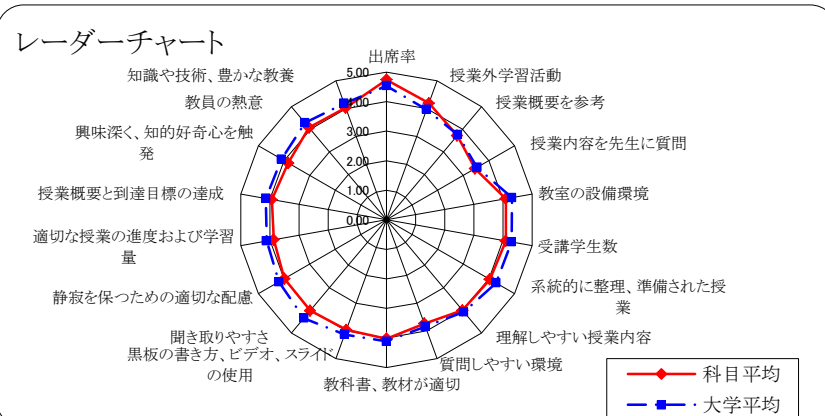 レーダーチャート
出席率
授業外学習活動
授業概要を参考
授業内容を先生に質問
教室の設備環境
受講学生数
系統的に整理、準備された授
業
理解しやすい授業内容
質問しやすい環境
教科書、教材が適切
黒板の書き方、ビデオ、スライド
の使用
聞き取りやすさ
静寂を保つための適切な配慮
適切な授業の進度および学習
量
授業概要と到達目標の達成
興味深く、知的好奇心を触
発
教員の熱意
知識や技術、豊かな教養
5.00
4.00
3.00
2.00
1.00
0.00
科目平均
大学平均